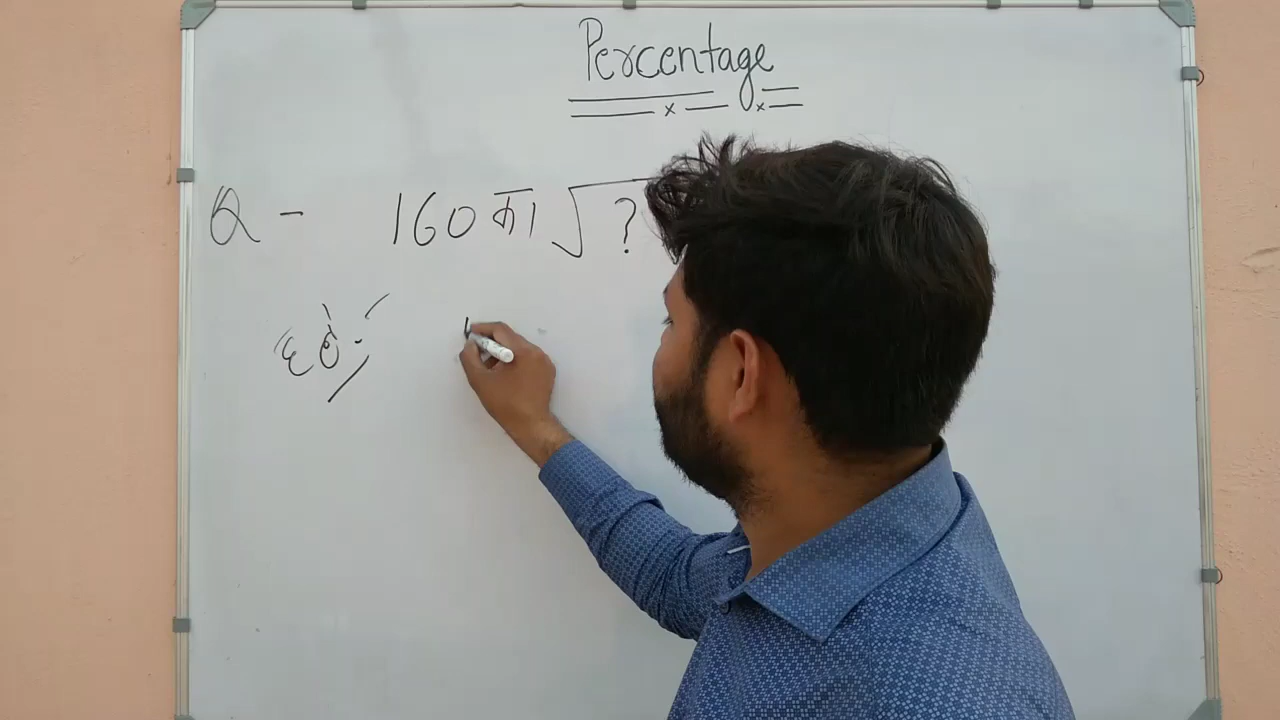 Percentage
Q - 160 का √?
हल:-